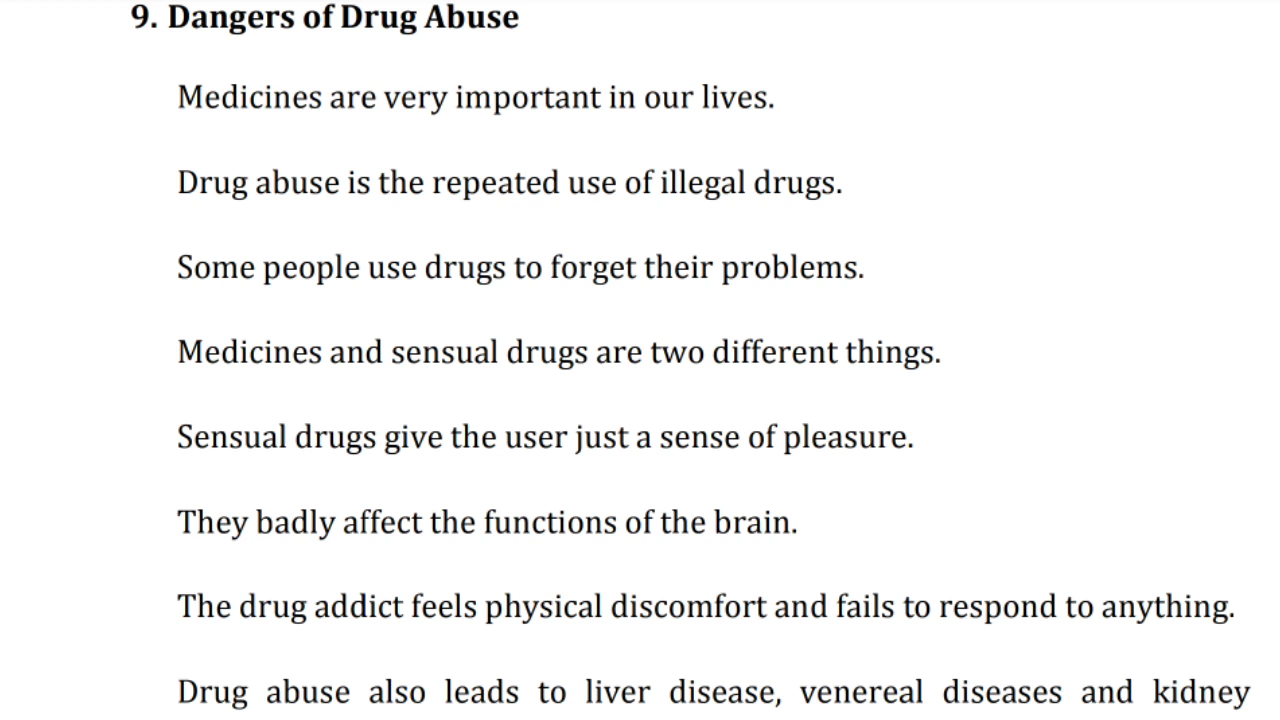 9. Dangers of Drug Abuse
Medicines are very important in our lives.
Drug abuse is the repeated use of illegal drugs.
Some people use drugs to forget their problems.
Medicines and sensual drugs are two different things.
Sensual drugs give the user just a sense of pleasure.
They badly affect the functions of the brain.
The drug addict feels physical discomfort and fails to respond to anything.
Drug abuse also leads to liver disease, venereal diseases and kidney